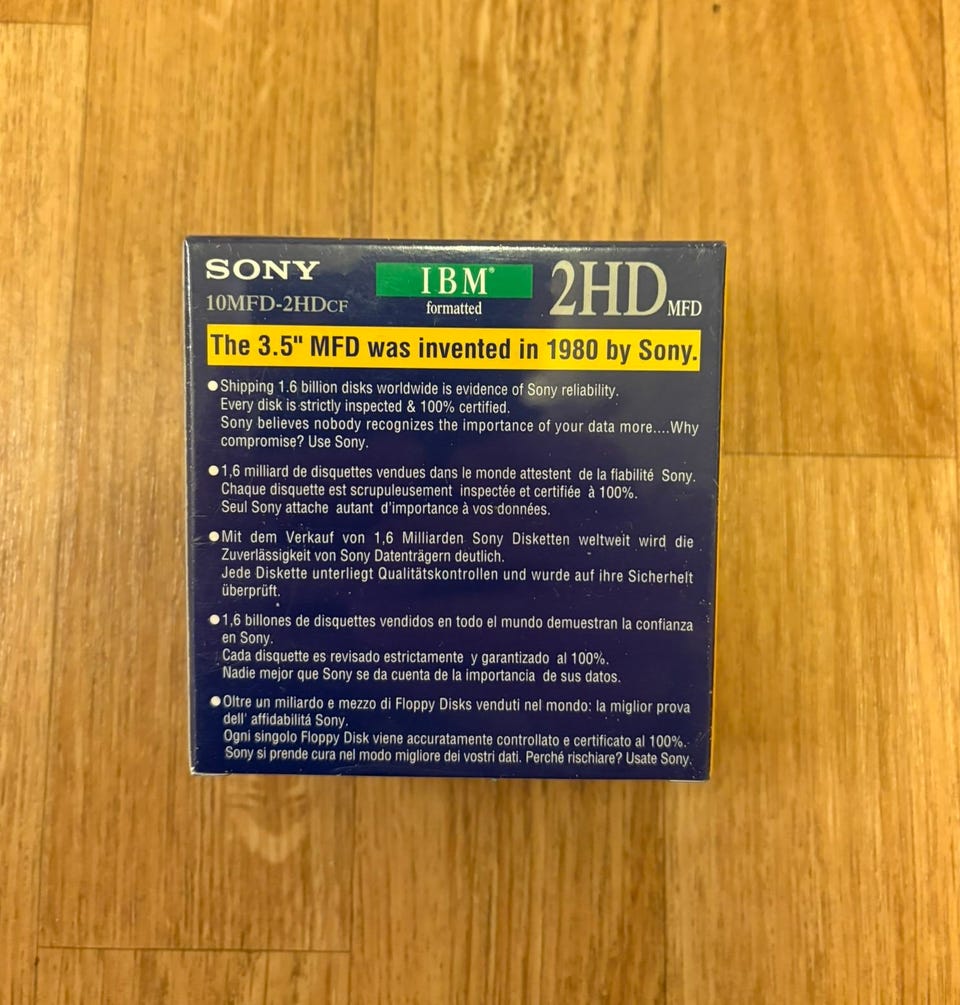 SONY
IBM®
2HD MFD
10MFD-2HDCF
formatted
The 3.5" MFD was invented in 1980 by Sony.
●Shipping 1.6 billion disks worldwide is evidence of Sony reliability.
Every disk is strictly inspected & 100% certified.
Sony believes nobody recognizes the importance of your data more....Why
compromise? Use Sony.
●1,6 milliard de disquettes vendues dans le monde attestent de la fiabilité Sony.
Chaque disquette est scrupuleusement inspectée et certifiée à 100%.
Seul Sony attache autant d'importance à vos données.
●Mit dem Verkauf von 1,6 Milliarden Sony Disketten weltweit wird die
Zuverlässigkeit von Sony Datenträgern deutlich.
Jede Diskette unterliegt Qualitätskontrollen und wurde auf ihre Sicherhelt
überprüft.
●1,6 billones de disquettes vendidos en todo el mundo demuestran la confianza
en Sony.
Cada disquette es revisado estrictamente y garantizado al 100%.
Nadie mejor que Sony se da cuenta de la importancia de sus datos.
●Oltre un miliardo e mezzo di Floppy Disks venduti nel mondo: la miglior prova
dell' affidabilitá Sony.
Ogni singolo Floppy Disk viene accuratamente controllato e certificato al 100%.
Sony si prende cura nel modo migliore dei vostri dati. Perché rischiare? Usate Sony.